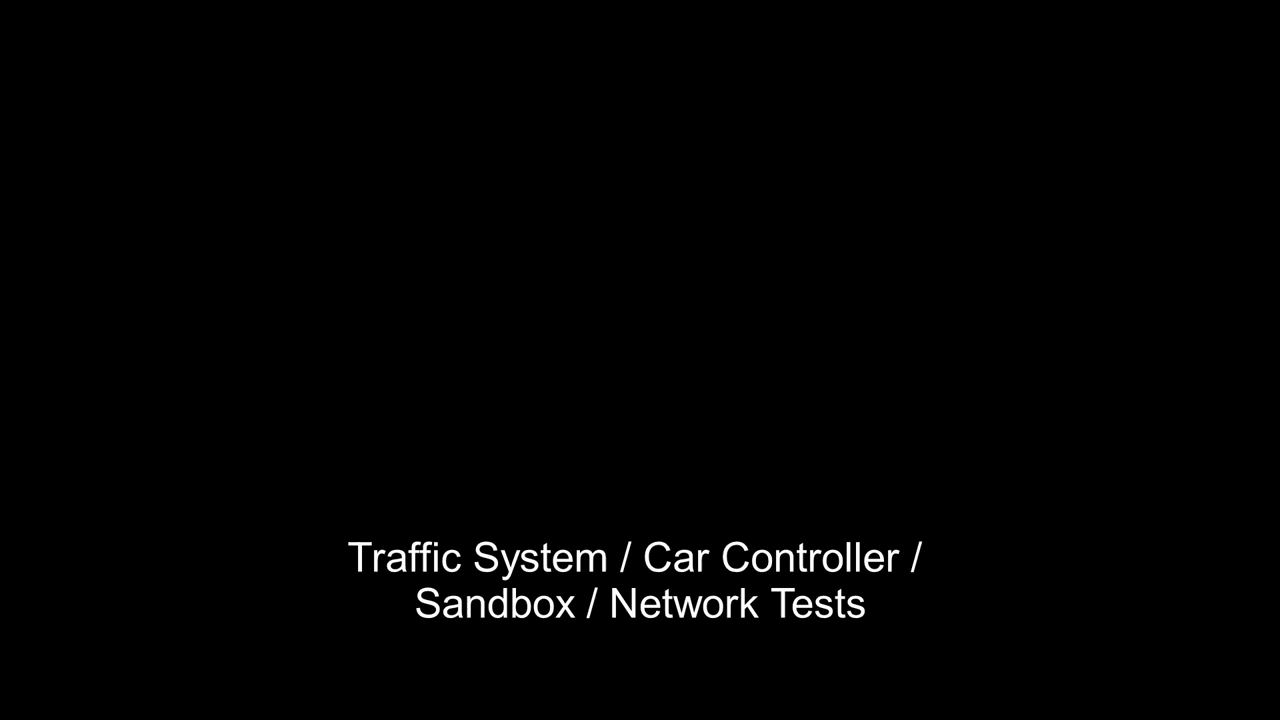 Traffic System / Car Controller /
Sandbox / Network Tests